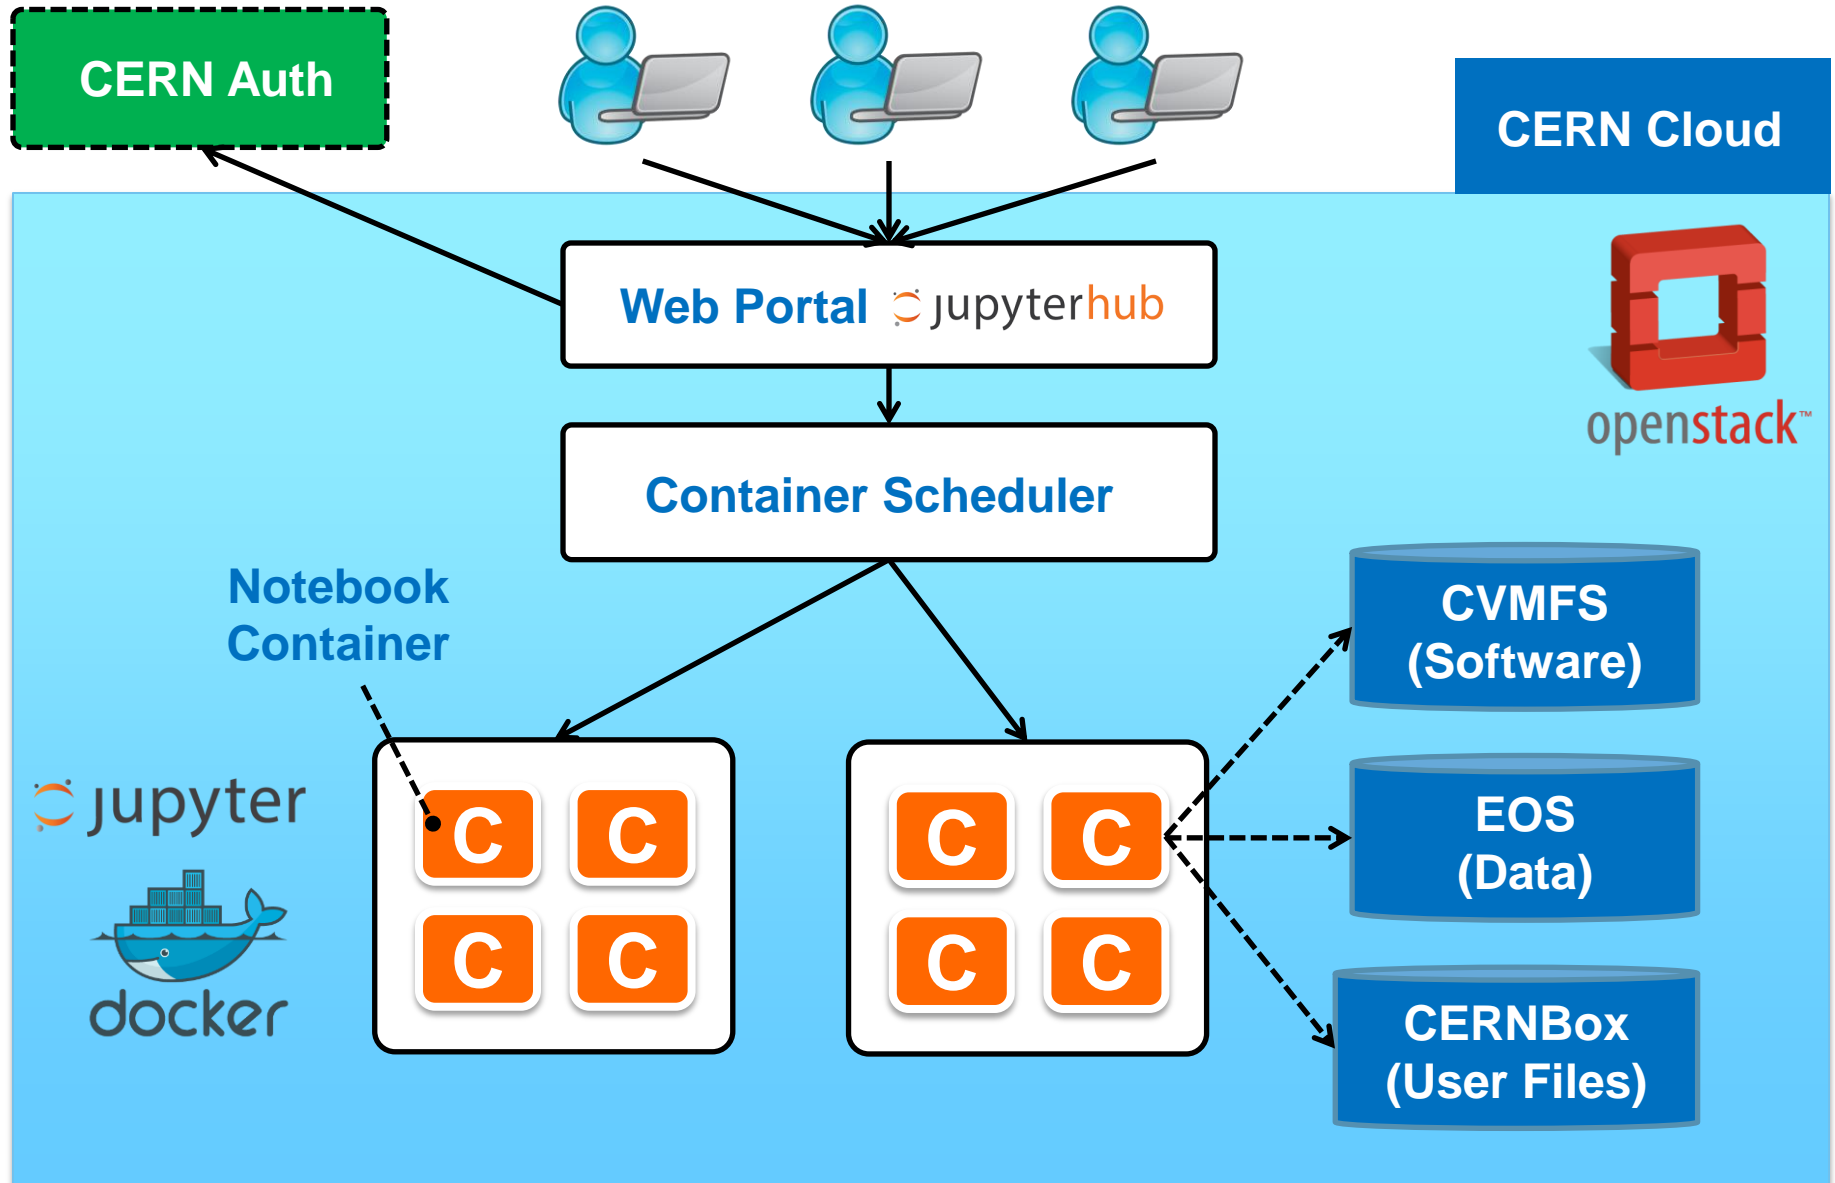 CERN Auth
CERN Cloud
Web Portal jupyterhub
openstack™
Container Scheduler
Notebook
Container
CVMFS
(Software)
jupyter
C C C C
EOS
(Data)
docker
C C C C
CERNBox
(User Files)